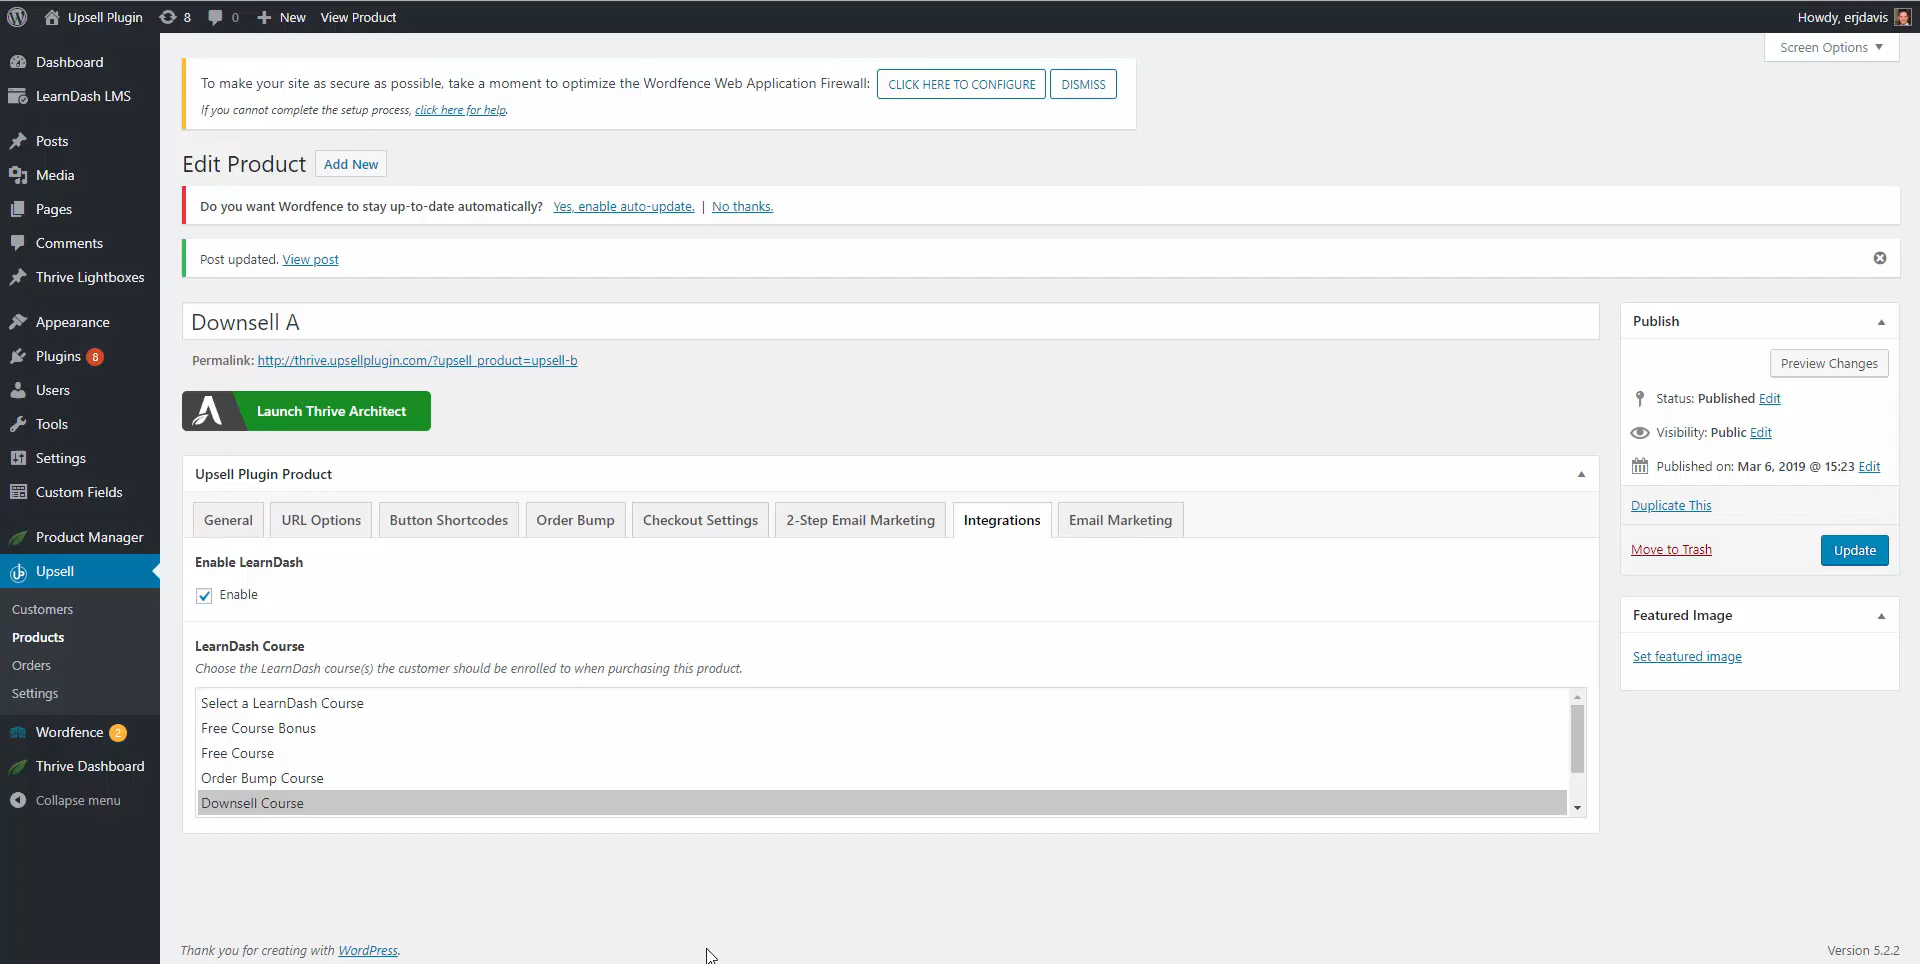 Upsell Plugin
8
0
New
View Product
Howdy, erjdavis
Screen Options
Dashboard
LearnDash LMS
Posts
Media
Pages
Comments
Thrive Lightboxes
Appearance
Plugins 8
Users
Tools
Settings
Custom Fields
Product Manager
Upsell
Customers
Products
Orders
Settings
Wordfence 2
Thrive Dashboard
Collapse menu
To make your site as secure as possible, take a moment to optimize the Wordfence Web Application Firewall: CLICK HERE TO CONFIGURE DISMISS
If you cannot complete the setup process, click here for help.
Edit Product Add New
Do you want Wordfence to stay up-to-date automatically? Yes, enable auto-update. | No thanks.
Post updated. View post
Downsell A
Permalink: http://thrive.upsellplugin.com/?upsell_product=upsell-b
Launch Thrive Architect
Upsell Plugin Product
General URL Options Button Shortcodes Order Bump Checkout Settings 2-Step Email Marketing Integrations Email Marketing
Enable LearnDash
Enable
LearnDash Course
Choose the LearnDash course(s) the customer should be enrolled to when purchasing this product.
Select a LearnDash Course
Free Course Bonus
Free Course
Order Bump Course
Downsell Course
Publish
Preview Changes
Status: Published Edit
Visibility: Public Edit
Published on: Mar 6, 2019 @ 15:23 Edit
Duplicate This
Move to Trash Update
Featured Image
Set featured image
Thank you for creating with WordPress.
Version 5.2.2